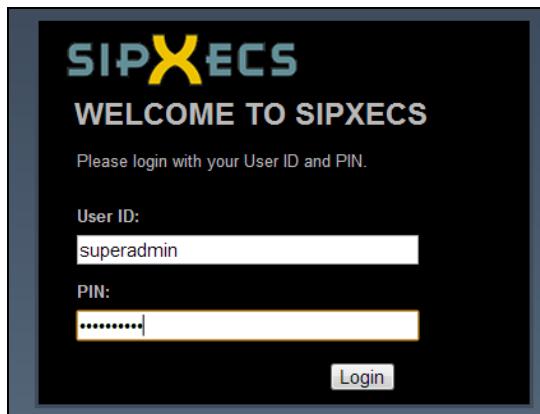 SIPXECS
WELCOME TO SIPXECS
Please login with your User ID and PIN.
User ID:
superadmin
PIN:
••••••••••
Login